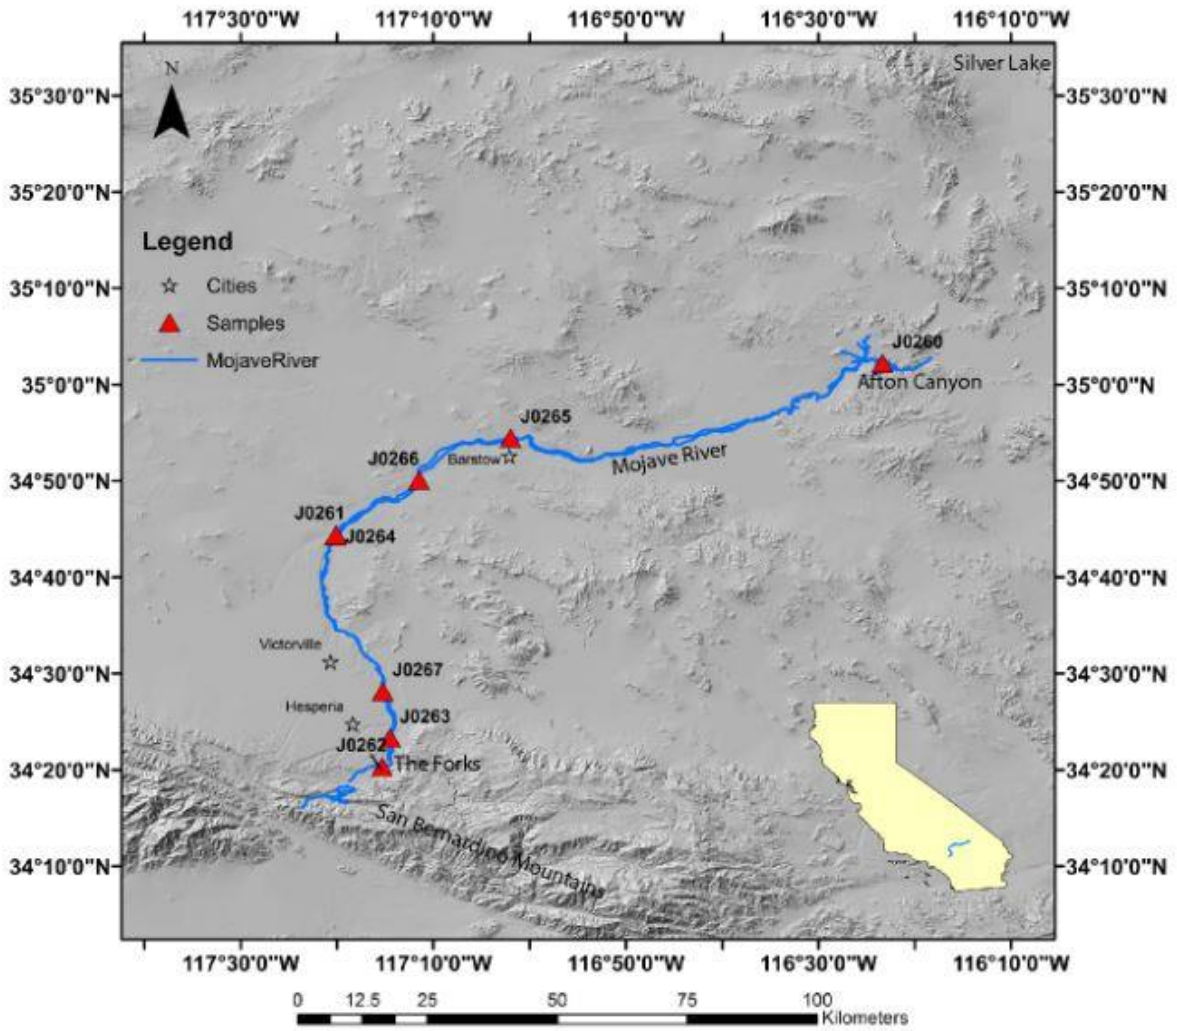 117°30'0"W 117°10'0"W 116°50'0"W 116°30'0"W 116°10'0"W
Silver Lake
N
35°30'0"N 35°30'0"N
35°20'0"N 35°20'0"N
Legend
Cities
35°10'0"N 35°10'0"N
Samples
MojaveRiver
J0260
35°0'0"N 35°0'0"N
Afton Canyon
J0265
J0266
Barstow
Mojave River
34°50'0"N 34°50'0"N
J0261
J0264
34°40'0"N 34°40'0"N
Victorville
34°30'0"N 34°30'0"N
J0267
Hesperia
J0263
J0262
The Forks
34°20'0"N 34°20'0"N
San Bernardino Mountains
34°10'0"N 34°10'0"N
117°30'0"W 117°10'0"W 116°50'0"W 116°30'0"W 116°10'0"W
0 12.5 25 50 75 100
Kilometers